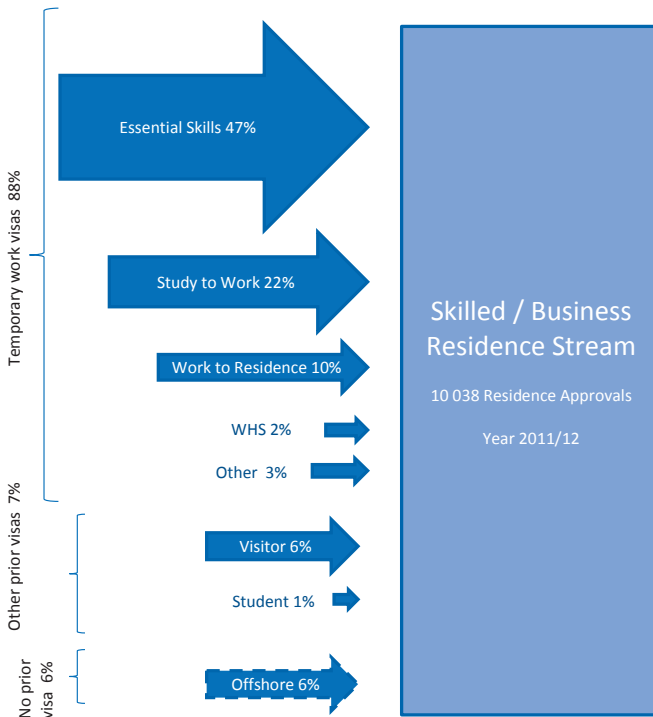 Temporary work visas 88%
Essential Skills 47%
Study to Work 22%
Work to Residence 10%
WHS 2%
Other 3%
Other prior visas 7%
Visitor 6%
Student 1%
No prior
visa 6%
Offshore 6%
Skilled / Business
Residence Stream
10 038 Residence Approvals
Year 2011/12